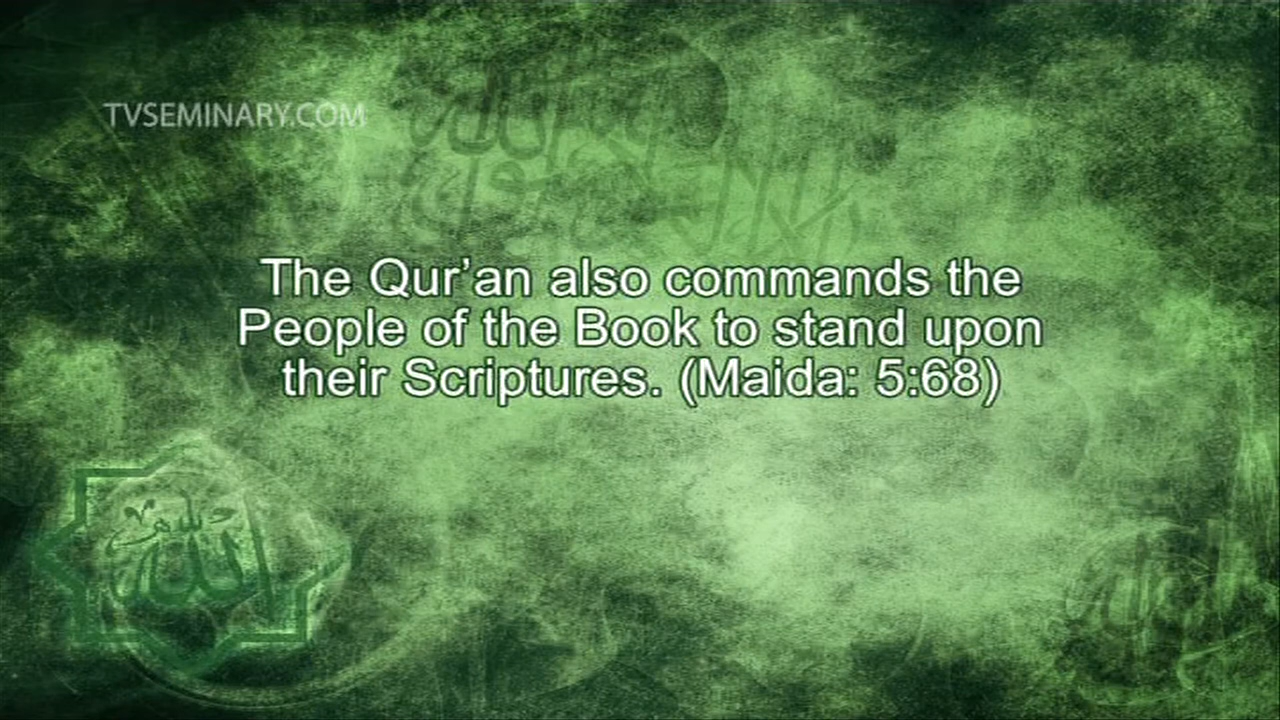 TVSEMINARY.COM
The Qur’an also commands the
People of the Book to stand upon
their Scriptures. (Maida: 5:68)
الله